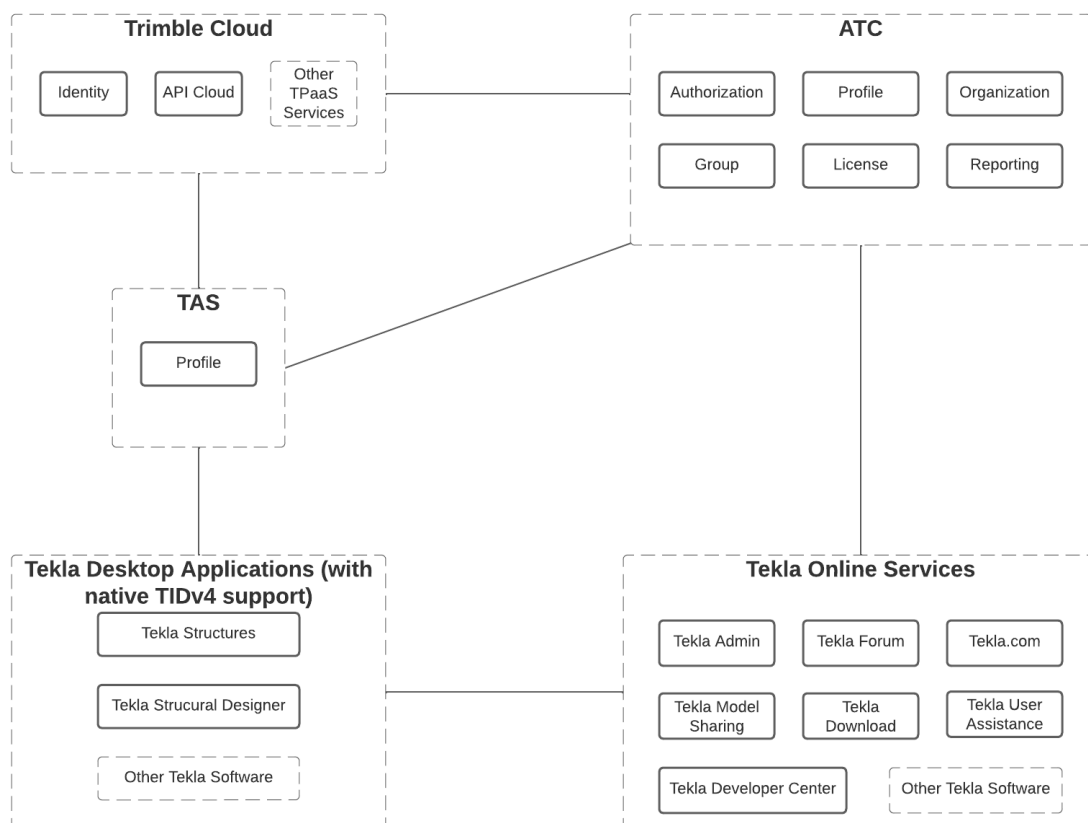 Trimble Cloud
Identity
API Cloud
Other
TPaaS
Services
ATC
Authorization
Profile
Organization
Group
License
Reporting
TAS
Profile
Tekla Desktop Applications (with
native TIDv4 support)
Tekla Structures
Tekla Strucural Designer
Other Tekla Software
Tekla Online Services
Tekla Admin
Tekla Forum
Tekla.com
Tekla Model
Sharing
Tekla
Download
Tekla User
Assistance
Tekla Developer Center
Other Tekla Software